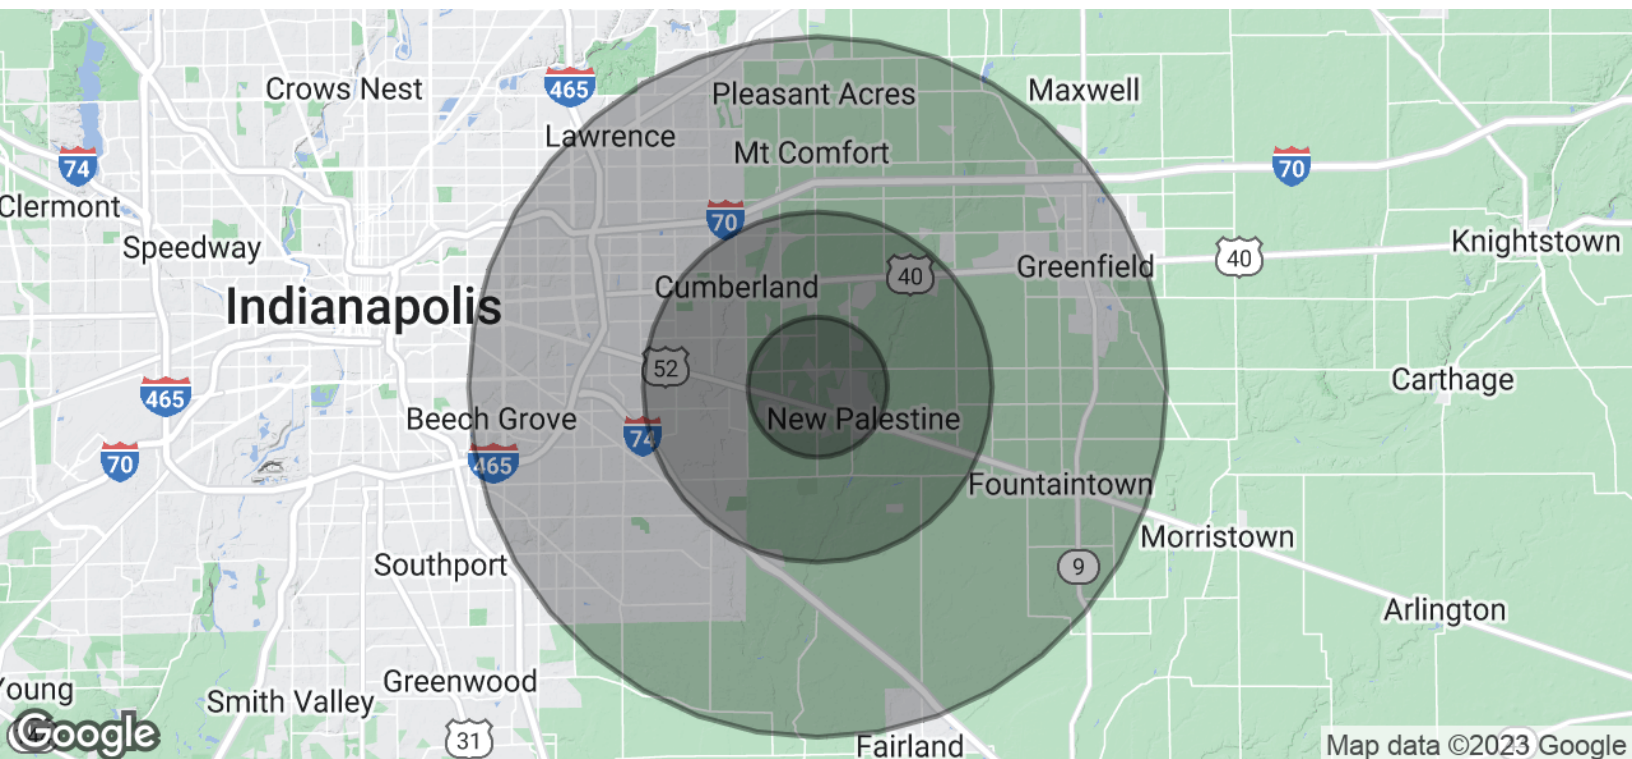 Crows Nest
465
Pleasant Acres
Maxwell
Lawrence
Mt Comfort
74
70
Clermont
70
Speedway
Knightstown
40
Greenfield
40
Cumberland
Indianapolis
52
Carthage
465
Beech Grove
New Palestine
74
70
465
Fountaintown
Morristown
Southport
9
Arlington
Young
Greenwood
Smith Valley
Google
31
Fairland
Map data ©2023 Google